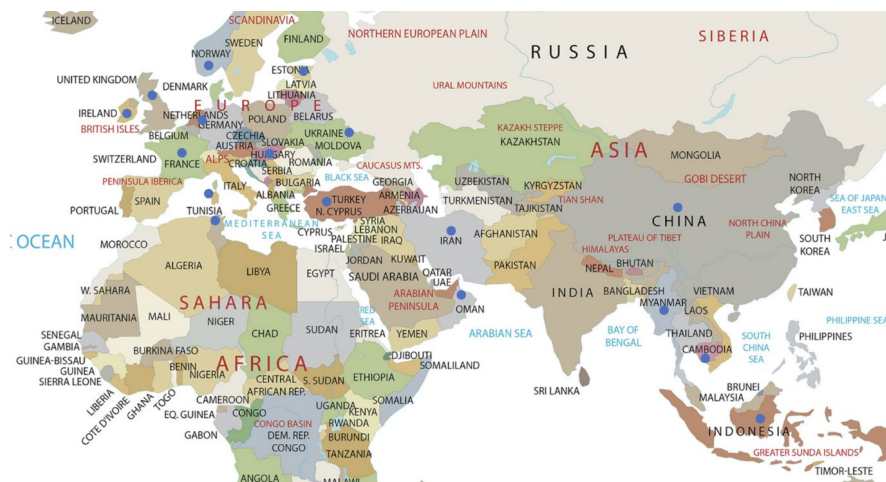 ICELAND
SCANDINAVIA
FINLAND
NORTHERN EUROPEAN PLAIN
RUSSIA
SIBERIA
NORWAY
SWEDEN
UNITED KINGDOM
ESTONIA
DENMARK
LATVIA
LITHUANIA
URAL MOUNTAINS
EUROPE
IRELAND
NETHERLANDS
BELARUS
BRITISH ISLES
GERMANY
POLAND
BELGIUM
CZECHIA
UKRAINE
KAZAKH STEPPE
KAZAKHSTAN
ASIA
SLOVAKIA
AUSTRIA
MOLDOVA
MONGOLIA
SWITZERLAND
FRANCE
ALPS
HUNGARY
CROATIA
ROMANIA
CAUCASUS MTS.
SERBIA
BLACK SEA
GEORGIA
UZBEKISTAN
KYRGYZSTAN
GOBI DESERT
NORTH
KOREA
PENINSULA IBERICA
ITALY
BULGARIA
ARMENIA
ALBANIA
TURKEY
TURKMENISTAN
TIAN SHAN
SEA OF JAPAN
EAST SEA
PORTUGAL
SPAIN
GREECE
N. CYPRUS
AZERBAIJAN
TAJIKISTAN
CHINA
TUNISIA
MEDITERRANEAN
SEA
CYPRUS
SYRIA
LEBANON
IRAN
AFGHANISTAN
PLATEAU OF TIBET
NORTH CHINA
PLAIN
SOUTH
KOREA
C OCEAN
MOROCCO
ISRAEL
PALESTINE
IRAQ
HIMALAYAS
ALGERIA
LIBYA
EGYPT
JORDAN
KUWAIT
PAKISTAN
NEPAL
BHUTAN
SAUDI ARABIA
QATAR
UAE
W. SAHARA
INDIA
BANGLADESH
VIETNAM
TAIWAN
SAHARA
ARABIAN
PENINSULA
MYANMAR
LAOS
MAURITANIA
MALI
NIGER
RED
SEA
OMAN
SENEGAL
CHAD
SUDAN
ERITREA
YEMEN
ARABIAN SEA
BAY OF
BENGAL
THAILAND
SOUTH
CHINA
SEA
PHILIPPINE SEA
PHILIPPINES
GAMBIA
BURKINA FASO
DJIBOUTI
CAMBODIA
GUINEA-BISSAU
GUINEA
SIERRA LEONE
BENIN
NIGERIA
AFRICA
SOMALILAND
LIBERIA
COTE D'IVOIRE
GHANA
TOGO
CENTRAL
AFRICAN REP.
S. SUDAN
ETHIOPIA
SRI LANKA
BRUNEI
MALAYSIA
CAMEROON
SOMALIA
EQ. GUINEA
CONGO
UGANDA
KENYA
GABON
CONGO BASIN
RWANDA
INDONESIA
DEM. REP.
CONGO
BURUNDI
TANZANIA
GREATER SUNDA ISLANDS
ANGOLA
MALAWI
TIMOR-LESTE